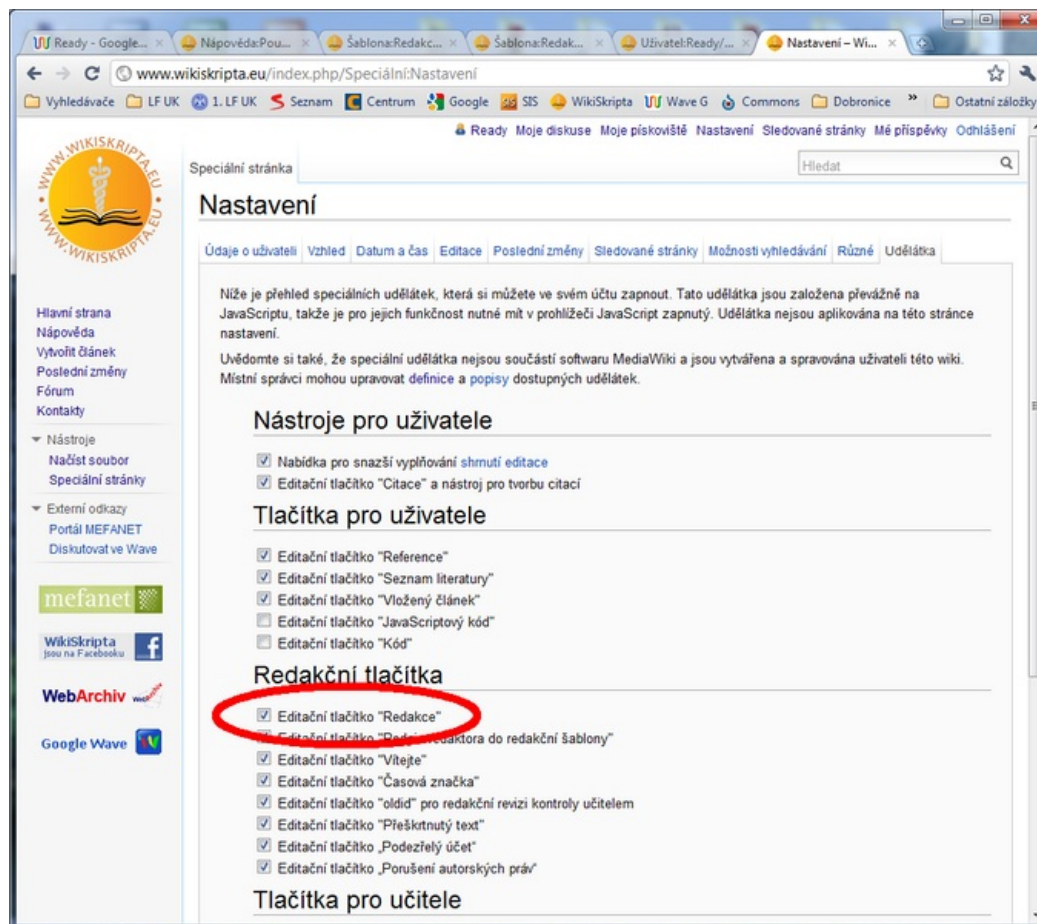 Ready - Google...
Nápověda:Pou...
Šablona:Redakc...
Šablona:Redak...
Uživatel:Ready/...
Nastavení – Wi...
www.wikiskripta.eu/index.php/Speciální:Nastavení
Vyhledávače LF UK 1. LF UK Seznam Centrum Google SIS WikiSkripta Wave G Commons Dobronice » Ostatní záložky
Ready Moje diskuse Moje pískoviště Nastavení Sledované stránky Mé příspěvky Odhlášení
WWW.WIKISKRIPTA.EU
WWW.WIKISKRIPTA.EU
Speciální stránka
Hledat
Nastavení
Údaje o uživateli Vzhled Datum a čas Editace Poslední změny Sledované stránky Možnosti vyhledávání Různé Udělátka
Níže je přehled speciálních udělátek, která si můžete ve svém účtu zapnout. Tato udělátka jsou založena převážně na
JavaScriptu, takže je pro jejich funkčnost nutné mít v prohlížeči JavaScript zapnutý. Udělátka nejsou aplikována na této stránce
nastavení.
Uvědomte si také, že speciální udělátka nejsou součástí softwaru MediaWiki a jsou vytvářena a spravována uživateli této wiki.
Místní správci mohou upravovat definice a popisy dostupných udělátek.
Hlavní strana
Nápověda
Vytvořit článek
Poslední změny
Fórum
Kontakty
Nástroje
Načíst soubor
Speciální stránky
Externí odkazy
Portál MEFANET
Diskutovat ve Wave
mefanet
WikiSkripta
jsou na Facebooku
WebArchiv
Google Wave
Nástroje pro uživatele
Nabídka pro snazší vyplňování shrnutí editace
Editační tlačítko "Citace" a nástroj pro tvorbu citací
Tlačítka pro uživatele
Editační tlačítko "Reference"
Editační tlačítko "Seznam literatury"
Editační tlačítko "Vložený článek"
Editační tlačítko "JavaScriptový kód"
Editační tlačítko "Kód"
Redakční tlačítka
Editační tlačítko "Redakce"
Editační tlačítko redaktora do redakční šablony"
Editační tlačítko "Vítejte"
Editační tlačítko "Časová značka"
Editační tlačítko "oldid" pro redakční revizi kontroly učitelem
Editační tlačítko "Přeškrtnutý text"
Editační tlačítko „Podezřelý účet"
Editační tlačítko „Porušení autorských práv"
Tlačítka pro učitele